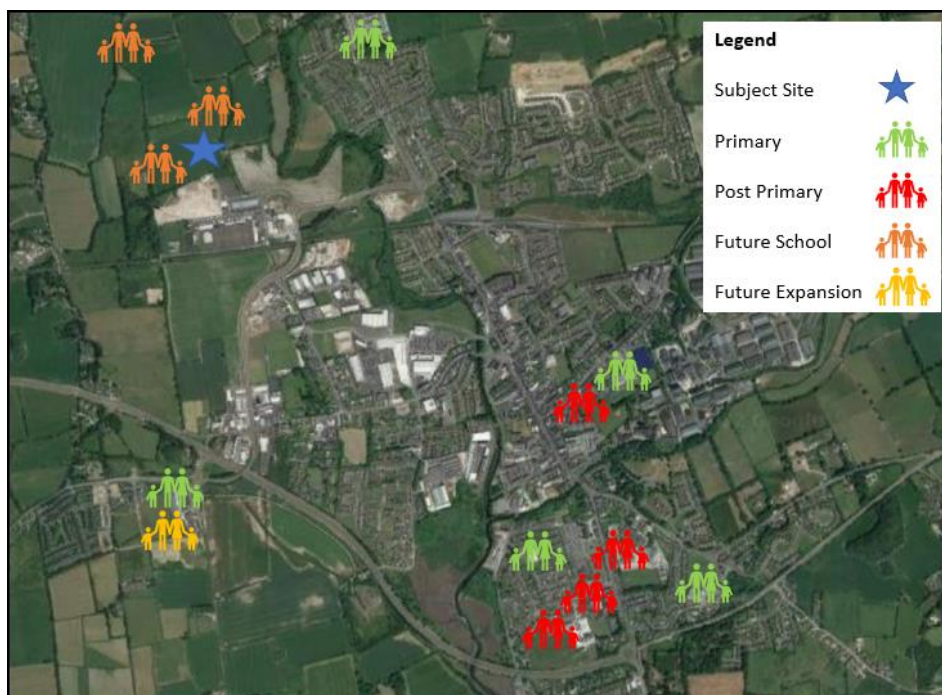 Legend
Subject Site
Primary
Post Primary
Future School
Future Expansion